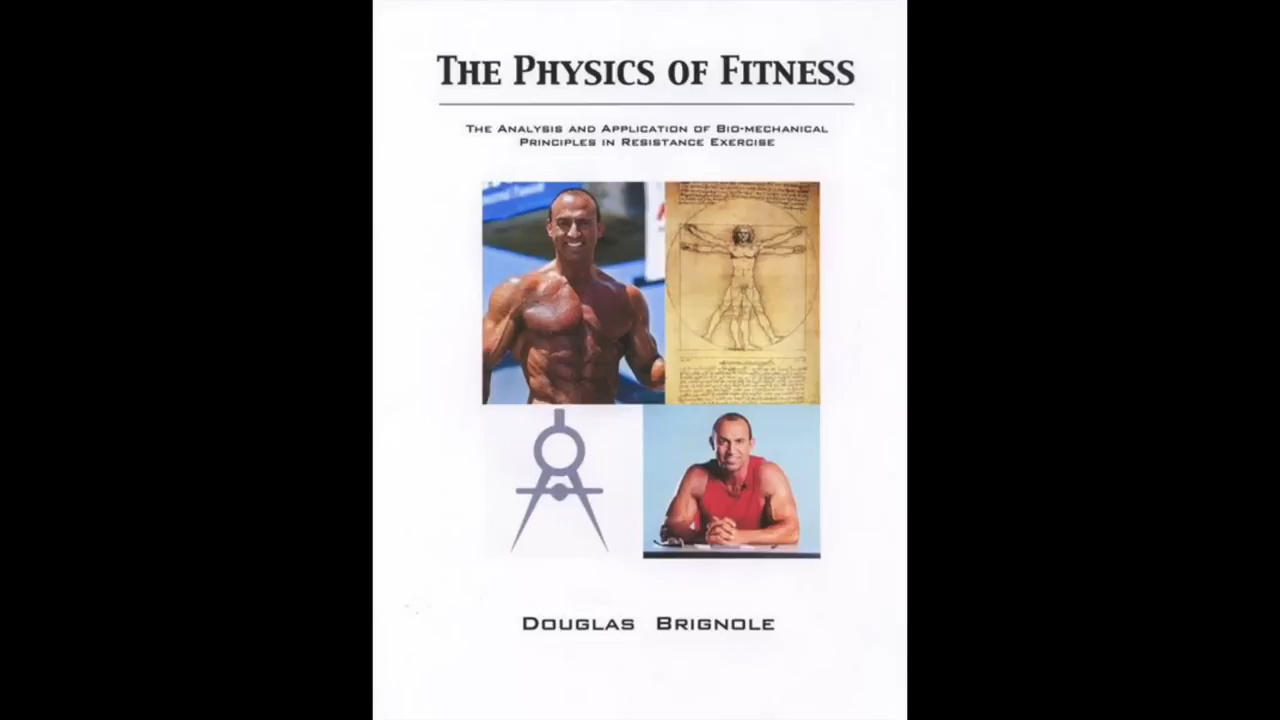 The Physics of Fitness
The Analysis and Application of Bio-mechanical
Principles in Resistance Exercise
Douglas Brignole